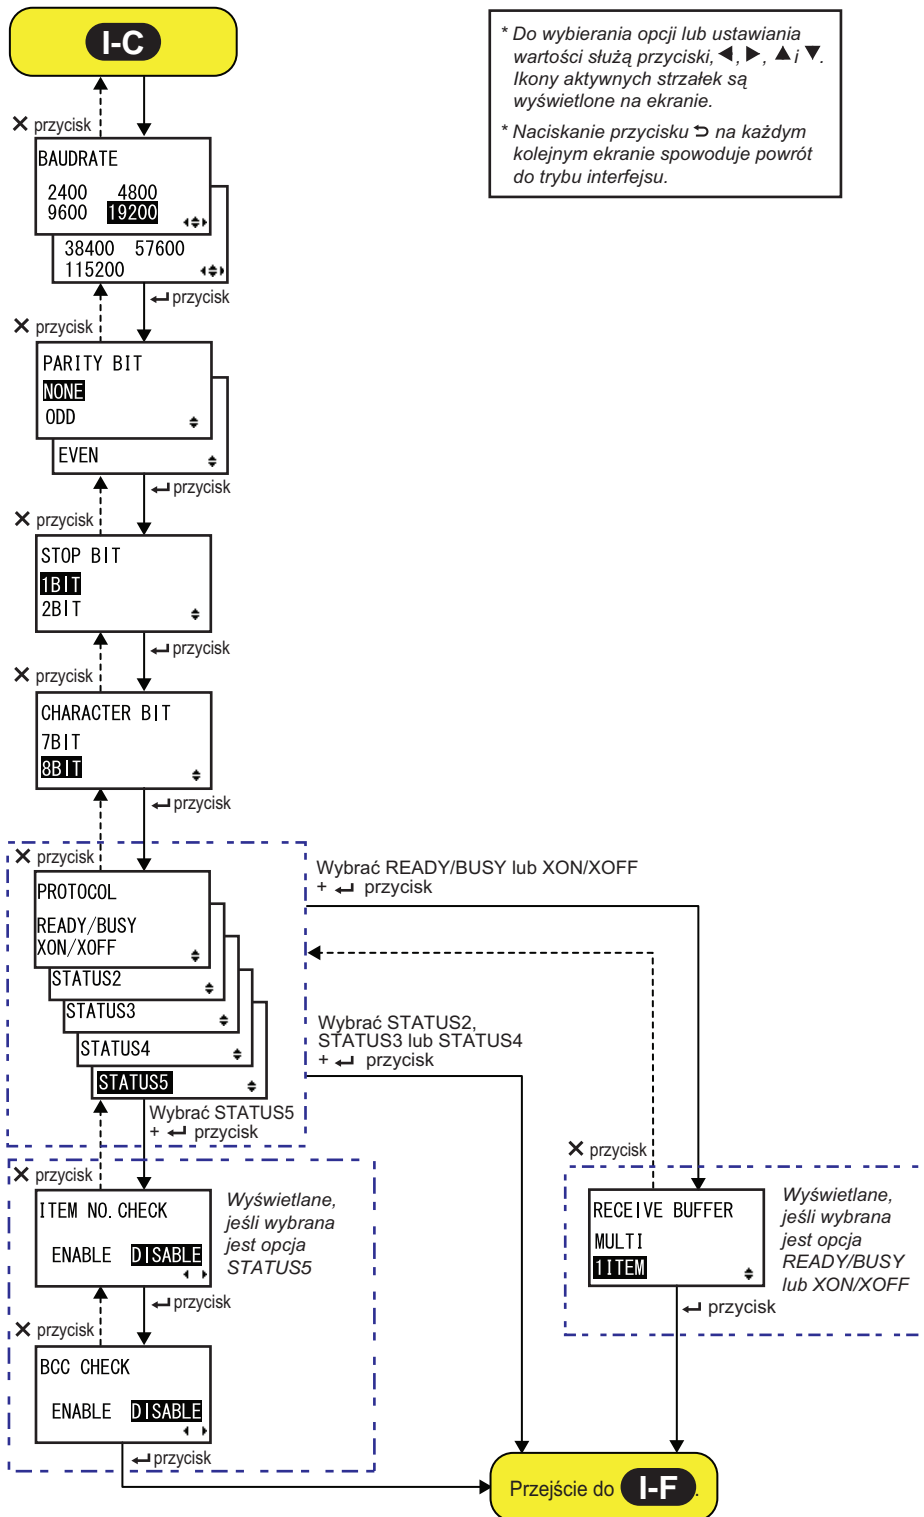 I-C
* Do wybierania opcji lub ustawiania
wartości służą przyciski, ◀, ▶, ▲ i ▼.
Ikony aktywnych strzałek są
wyświetlone na ekranie.
* Naciskanie przycisku ⮌ na każdym
kolejnym ekranie spowoduje powrót
do trybu interfejsu.
✕ przycisk
BAUDRATE
2400 4800
9600 19200
38400 57600
115200
↵ przycisk
✕ przycisk
PARITY BIT
NONE
ODD
EVEN
↵ przycisk
✕ przycisk
STOP BIT
1BIT
2BIT
↵ przycisk
✕ przycisk
CHARACTER BIT
7BIT
8BIT
↵ przycisk
✕ przycisk
PROTOCOL
READY/BUSY
XON/XOFF
STATUS2
STATUS3
STATUS4
STATUS5
Wybrać READY/BUSY lub XON/XOFF
+ ↵ przycisk
Wybrać STATUS2,
STATUS3 lub STATUS4
+ ↵ przycisk
Wybrać STATUS5
+ ↵ przycisk
✕ przycisk
ITEM NO. CHECK
ENABLE DISABLE
Wyświetlane,
jeśli wybrana
jest opcja
STATUS5
↵ przycisk
✕ przycisk
BCC CHECK
ENABLE DISABLE
↵ przycisk
✕ przycisk
RECEIVE BUFFER
MULTI
1ITEM
Wyświetlane,
jeśli wybrana
jest opcja
READY/BUSY
lub XON/XOFF
↵ przycisk
Przejście do I-F.